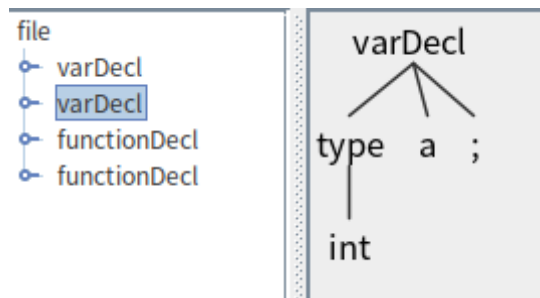 file
varDecl
varDecl
functionDecl
functionDecl
varDecl
type a ;
int